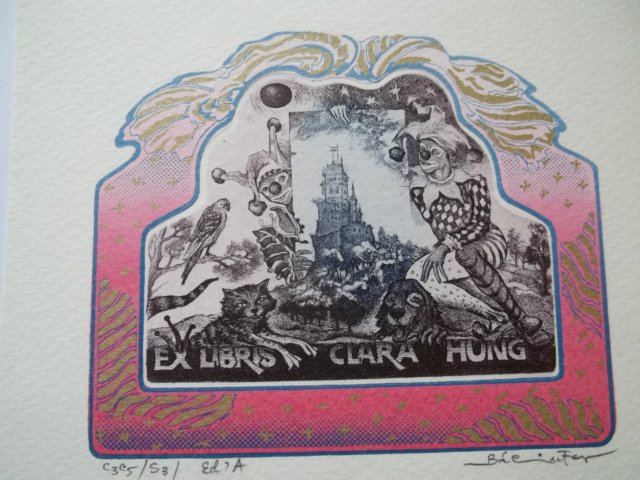 EX LIBRIS CLARA HUNG
C3C5/S3/ Ed'A